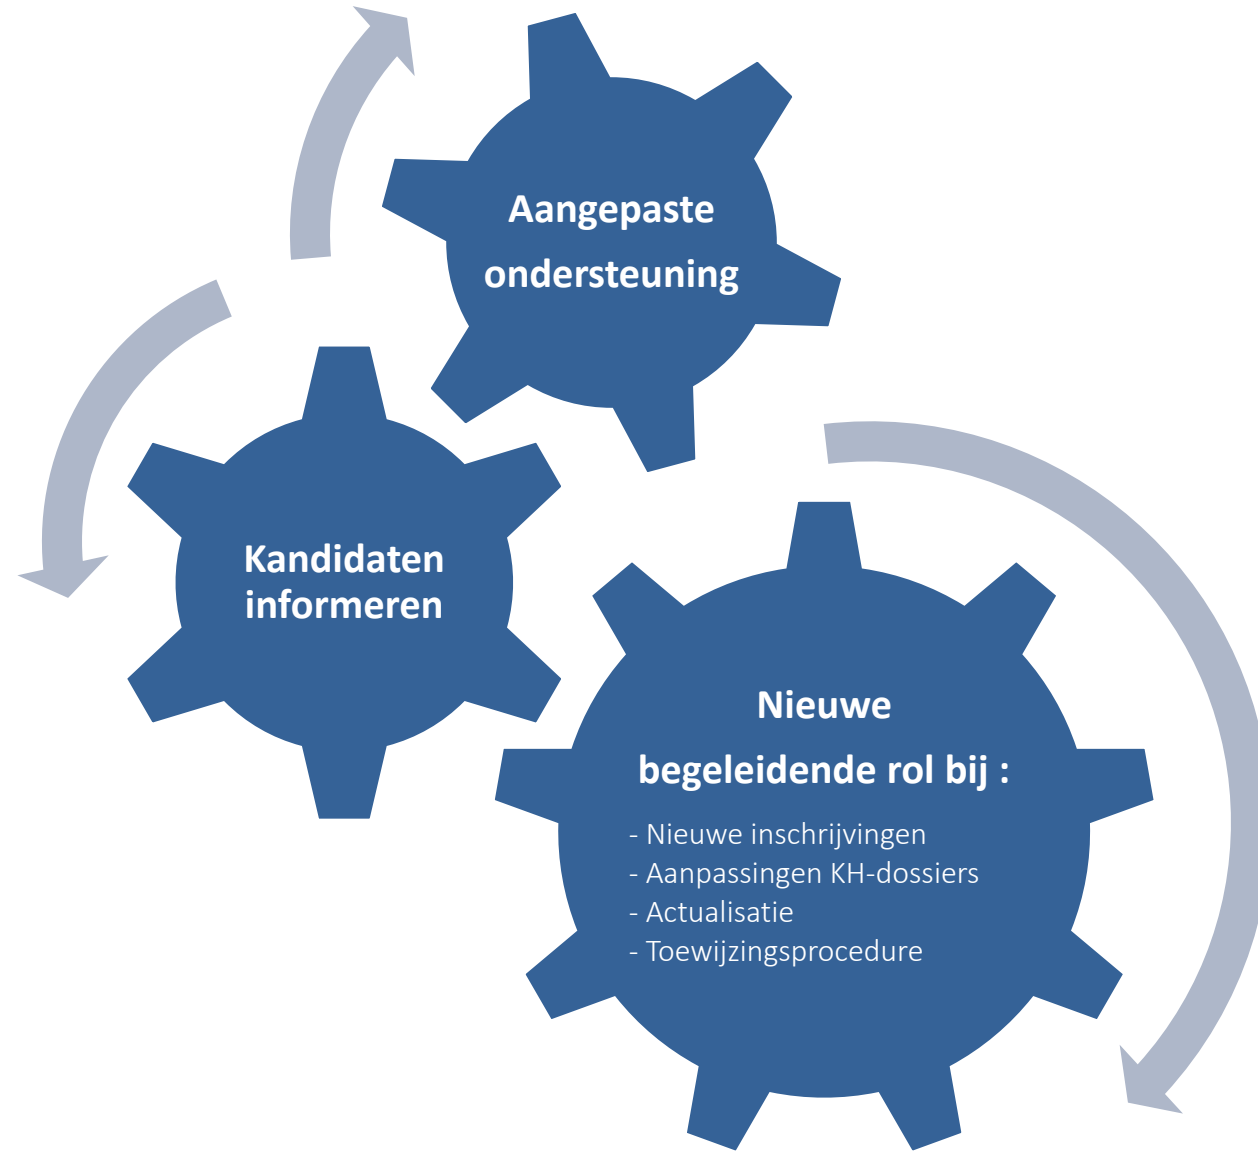 Aangepaste
ondersteuning
Kandidaten
informeren
Nieuwe
begeleidende rol bij :
- Nieuwe inschrijvingen
- Aanpassingen KH-dossiers
- Actualisatie
- Toewijzingsprocedure